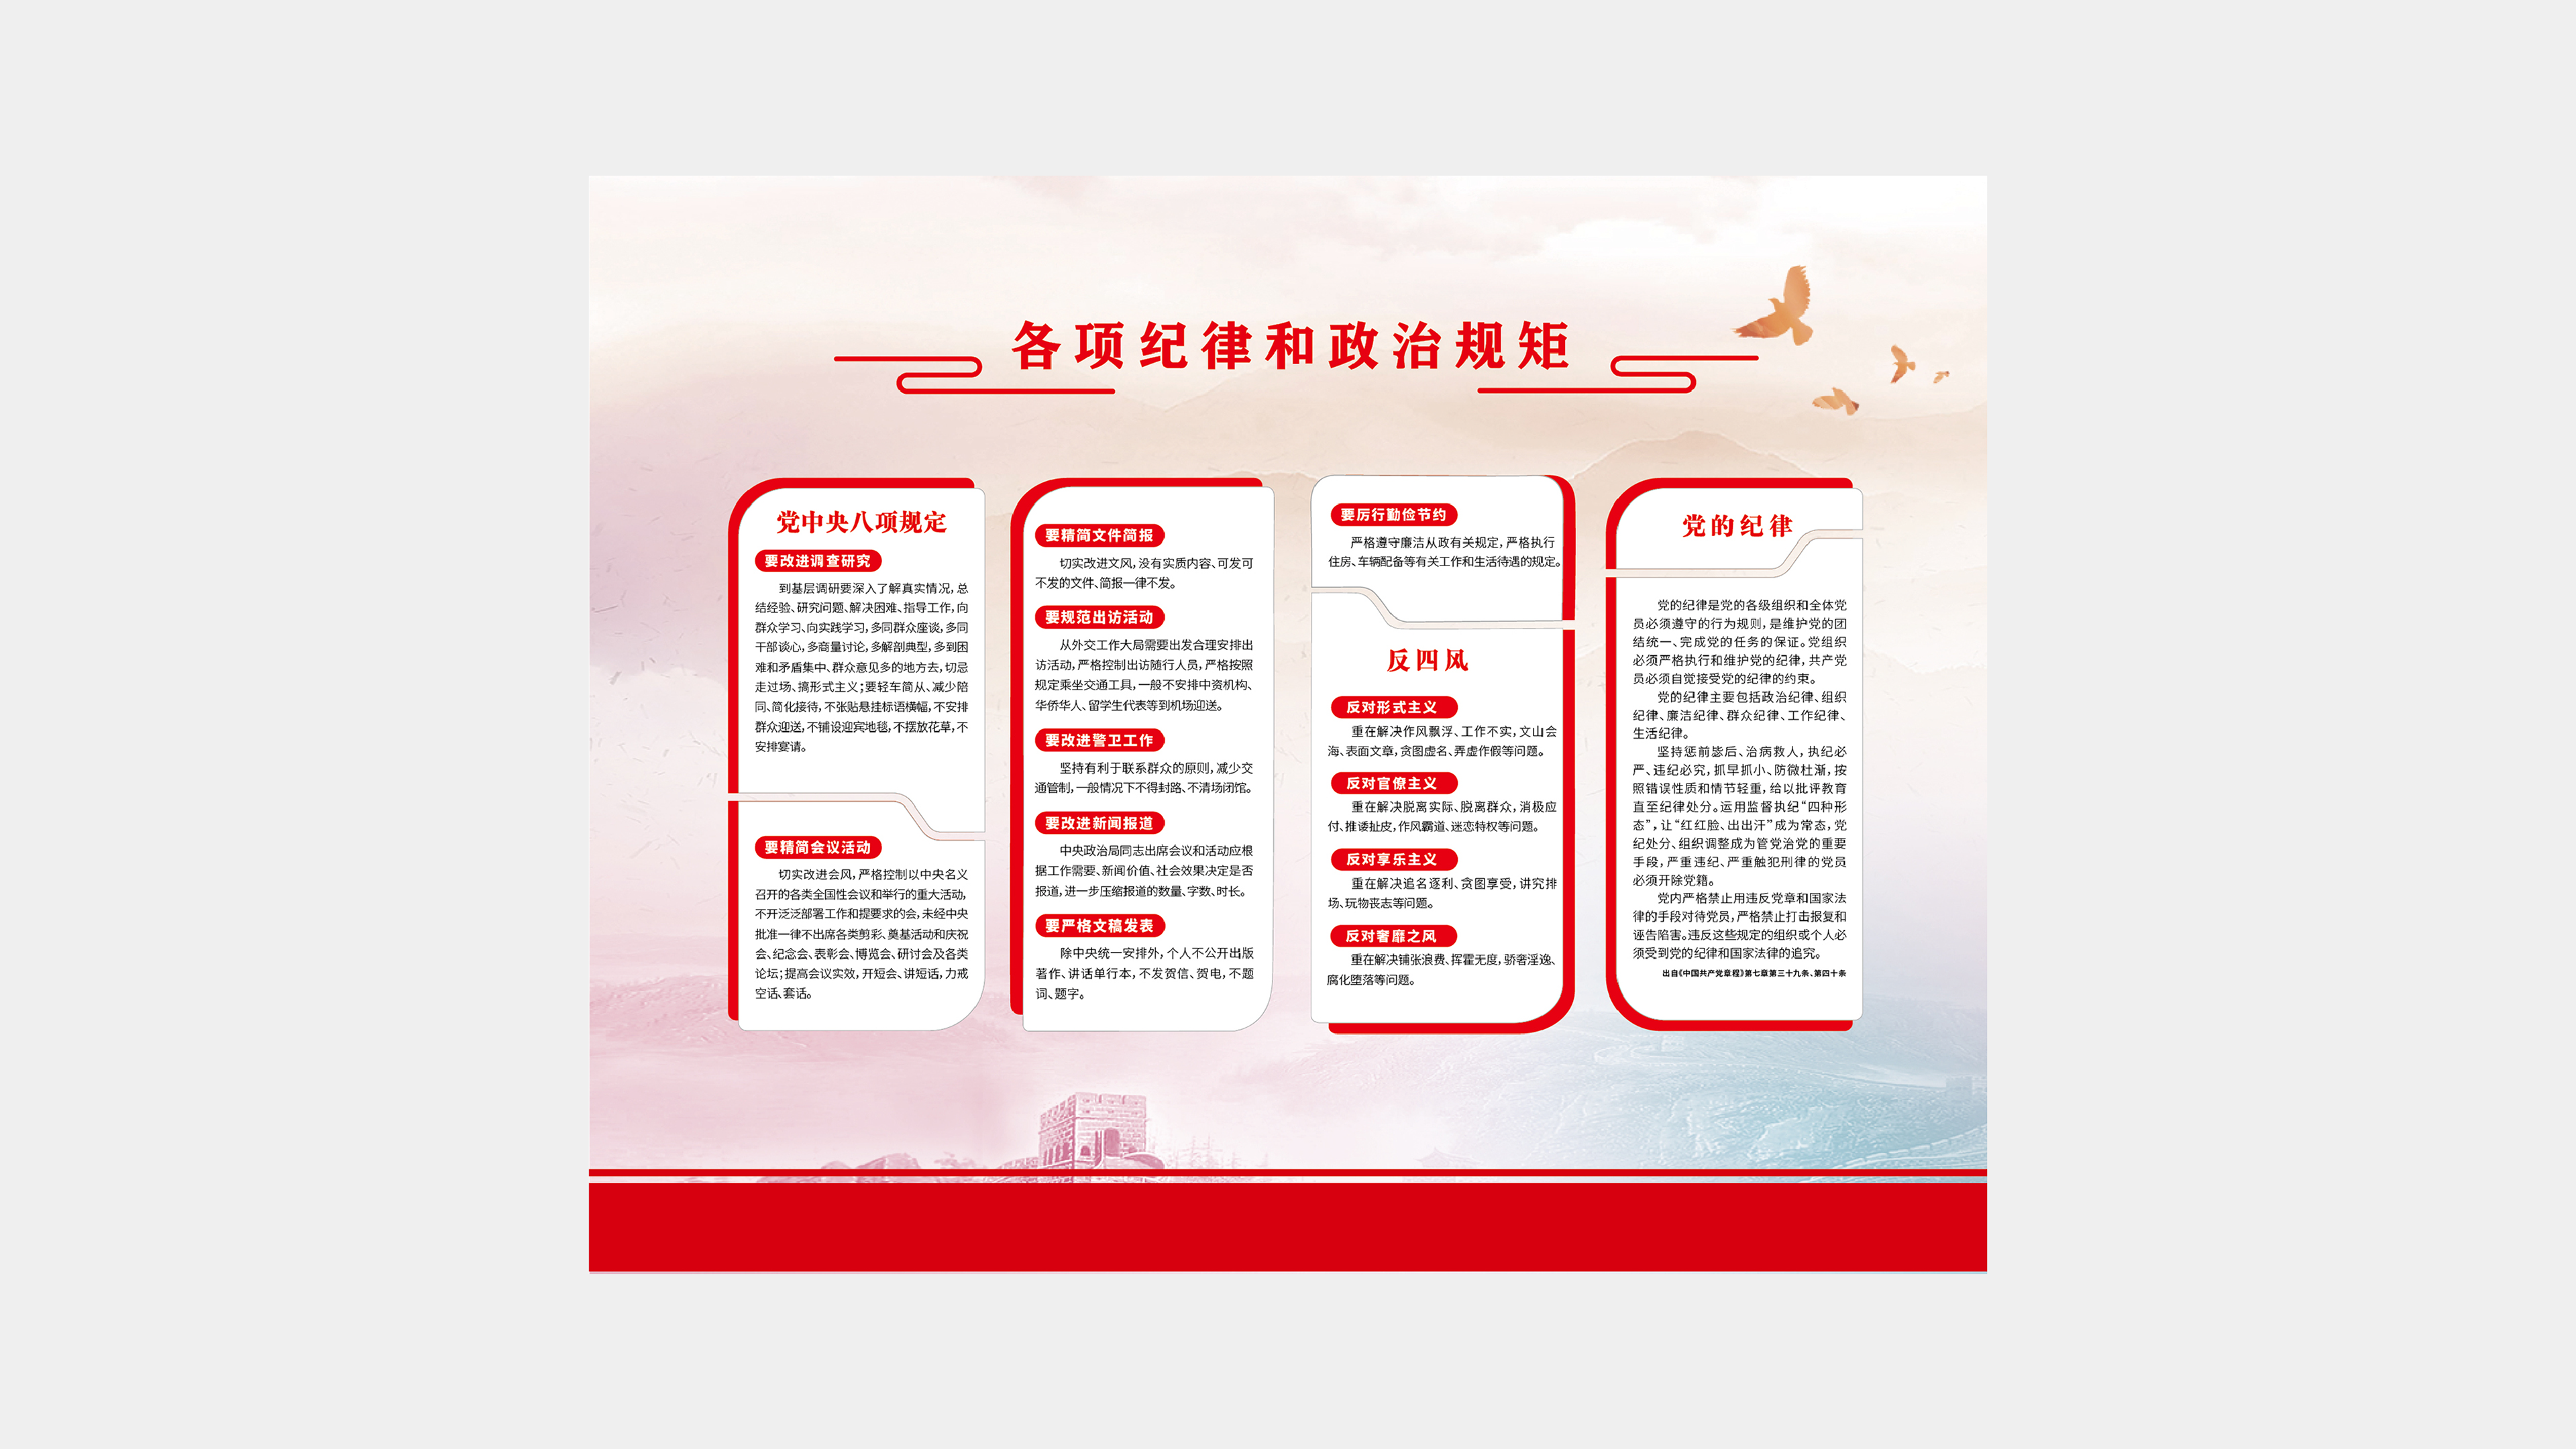 各项纪律和政治规矩
党中央八项规定
要改进调查研究
到基层调研要深入了解真实情况,总
结经验、研究问题、解决困难、指导工作,向
群众学习、向实践学习,多同群众座谈,多同
干部谈心,多商量讨论,多解剖典型,多到困
难和矛盾集中、群众意见多的地方去,切忌
走过场、搞形式主义;要轻车简从、减少陪
同、简化接待,不张贴悬挂标语横幅,不安排
群众迎送,不铺设迎宾地毯,不摆放花草,不
安排宴请。
要精简会议活动
切实改进会风,严格控制以中央名义
召开的各类全国性会议和举行的重大活动,
不开泛泛部署工作和提要求的会,未经中央
批准一律不出席各类剪彩、奠基活动和庆祝
会、纪念会、表彰会、博览会、研讨会及各类
论坛;提高会议实效,开短会、讲短话,力戒
空话、套话。
要精简文件简报
切实改进文风,没有实质内容、可发可
不发的文件、简报一律不发。
要规范出访活动
从外交工作大局需要出发合理安排出
访活动,严格控制出访随行人员,严格按照
规定乘坐交通工具,一般不安排中资机构、
华侨华人、留学生代表等到机场迎送。
要改进警卫工作
坚持有利于联系群众的原则,减少交
通管制,一般情况下不得封路、不清场闭馆。
要改进新闻报道
中央政治局同志出席会议和活动应根
据工作需要、新闻价值、社会效果决定是否
报道,进一步压缩报道的数量、字数、时长。
要严格文稿发表
除中央统一安排外,个人不公开出版
著作、讲话单行本,不发贺信、贺电,不题
词、题字。
要厉行勤俭节约
严格遵守廉洁从政有关规定,严格执行
住房、车辆配备等有关工作和生活待遇的规定。
反四风
反对形式主义
重在解决作风飘浮、工作不实,文山会
海、表面文章,贪图虚名、弄虚作假等问题。
反对官僚主义
重在解决脱离实际、脱离群众,消极应
付、推诿扯皮,作风霸道、迷恋特权等问题。
反对享乐主义
重在解决追名逐利、贪图享受,讲究排
场、玩物丧志等问题。
反对奢靡之风
重在解决铺张浪费、挥霍无度,骄奢淫逸、
腐化堕落等问题。
党的纪律
党的纪律是党的各级组织和全体党
员必须遵守的行为规则,是维护党的团
结统一、完成党的任务的保证。党组织
必须严格执行和维护党的纪律,共产党
员必须自觉接受党的纪律的约束。
党的纪律主要包括政治纪律、组织
纪律、廉洁纪律、群众纪律、工作纪律、
生活纪律。
坚持惩前毖后、治病救人,执纪必
严、违纪必究,抓早抓小、防微杜渐,按
照错误性质和情节轻重,给以批评教育
直至纪律处分。运用监督执纪“四种形
态”,让“红红脸、出出汗”成为常态,党
纪处分、组织调整成为管党治党的重要
手段,严重违纪、严重触犯刑律的党员
必须开除党籍。
党内严格禁止用违反党章和国家法
律的手段对待党员,严格禁止打击报复和
诬告陷害。违反这些规定的组织或个人必
须受到党的纪律和国家法律的追究。
出自《中国共产党章程》第七章第三十九条、第四十条